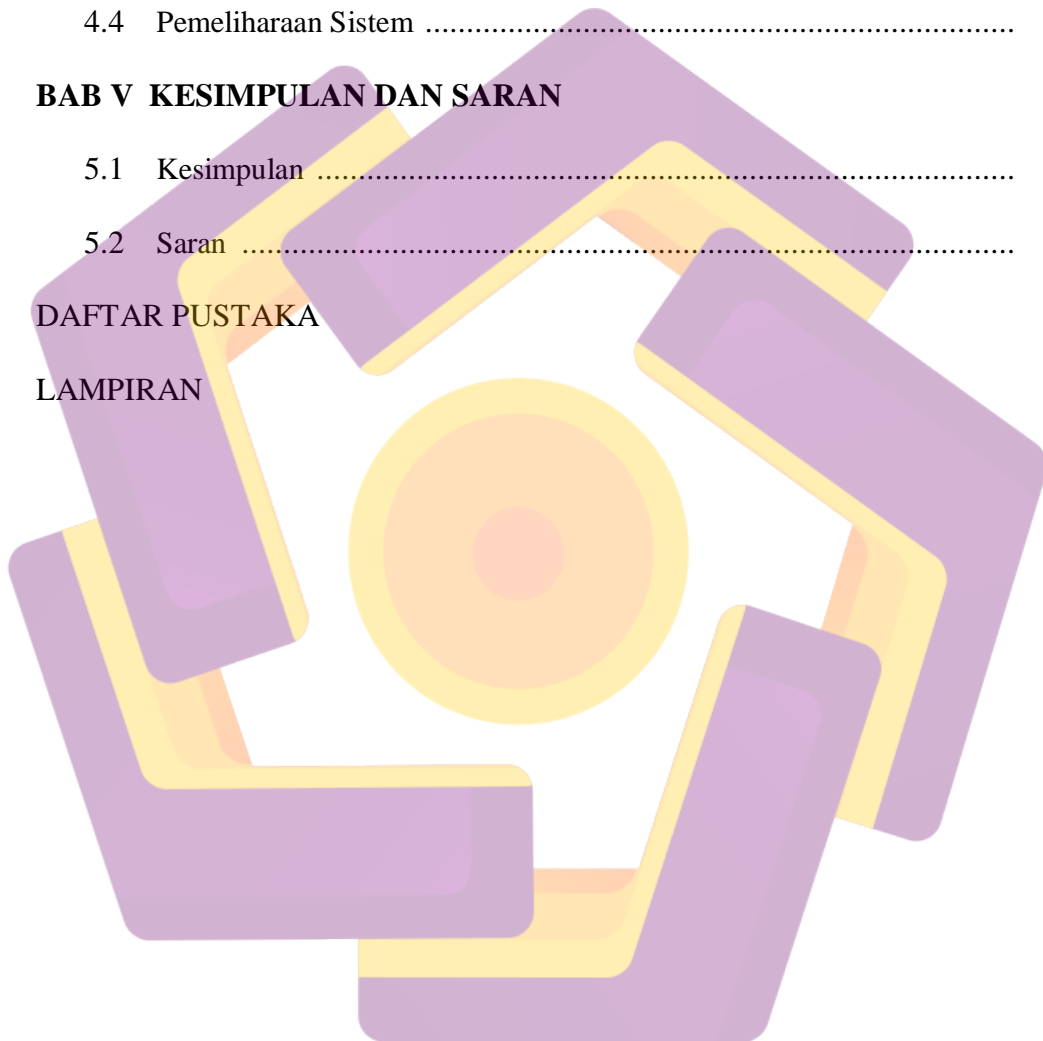 4.4 Pemeliharaan Sistem ........................................................................
BAB V KESIMPULAN DAN SARAN
5.1 Kesimpulan .....................................................................................
5.2 Saran ..............................................................................................
DAFTAR PUSTAKA
LAMPIRAN